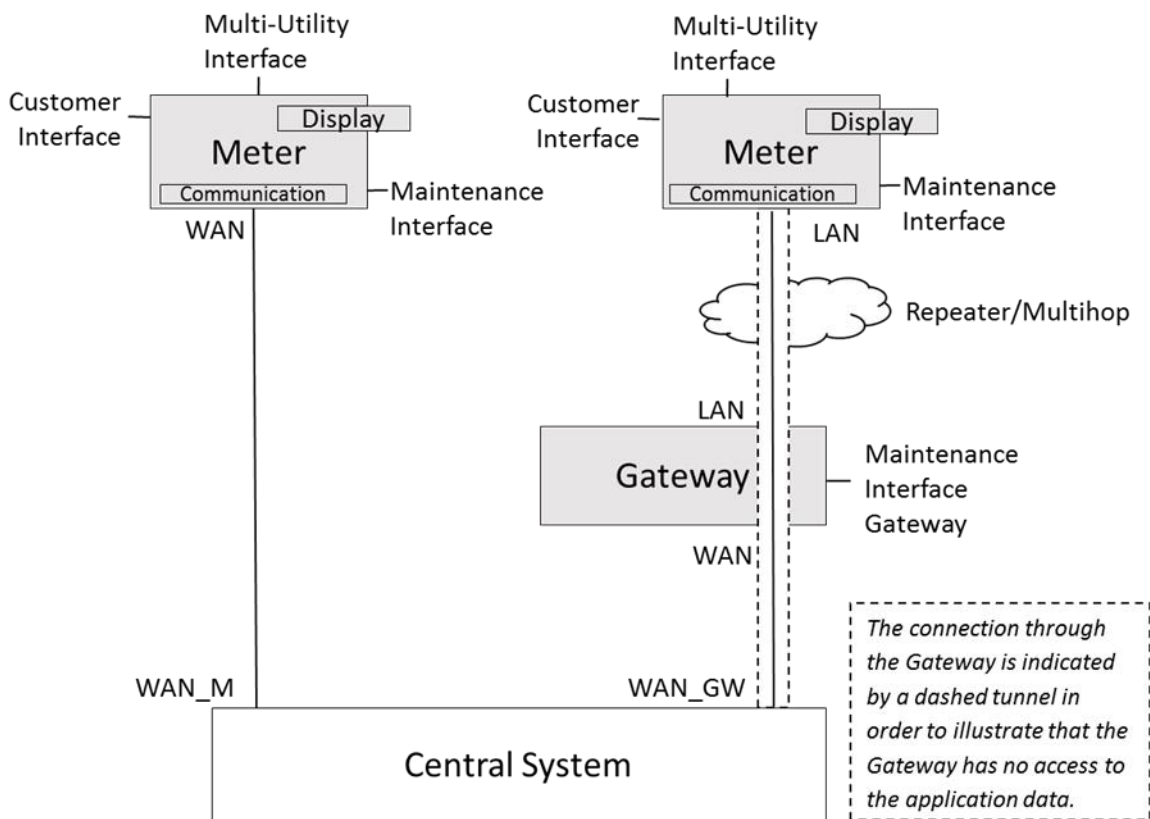 Multi-Utility
Interface
Customer
Interface
Display
Meter
Communication
Maintenance
Interface
WAN
WAN_M
Multi-Utility
Interface
Customer
Interface
Display
Meter
Communication
Maintenance
Interface
LAN
Repeater/Multihop
LAN
Gateway
Maintenance
Interface
Gateway
WAN
WAN_GW
Central System
The connection through
the Gateway is indicated
by a dashed tunnel in
order to illustrate that the
Gateway has no access to
the application data.